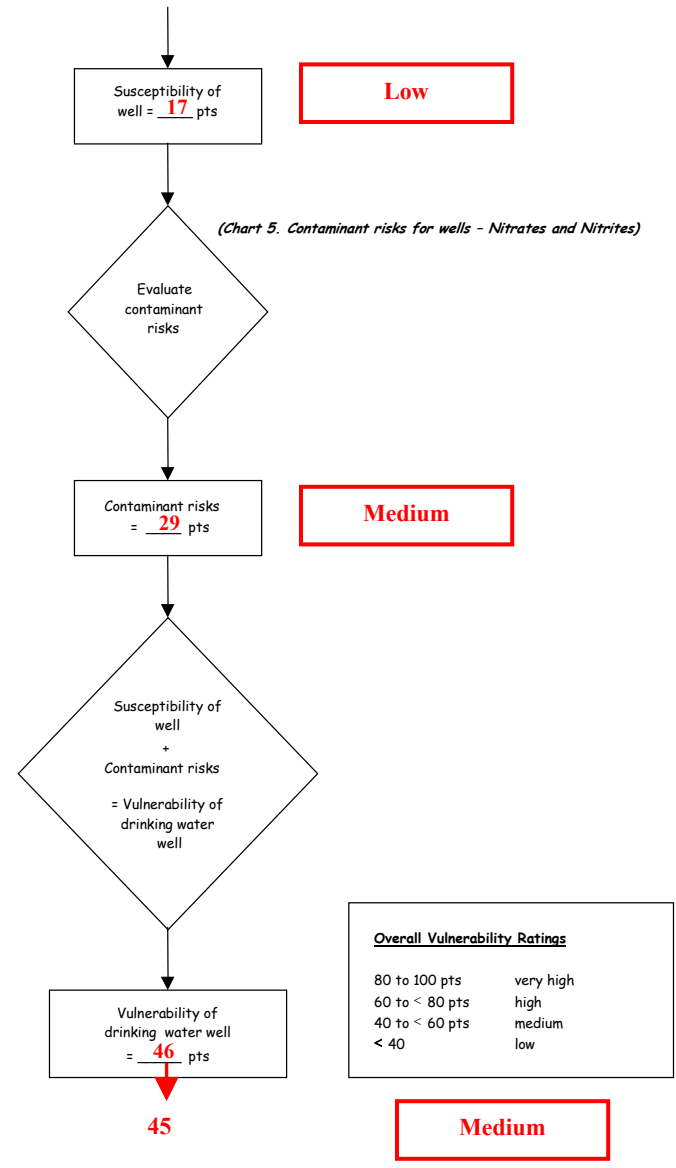 Susceptibility of
well = 17 pts
Low
(Chart 5. Contaminant risks for wells – Nitrates and Nitrites)
Evaluate
contaminant
risks
Contaminant risks
= 29 pts
Medium
Susceptibility of
well
+
Contaminant risks
= Vulnerability of
drinking water
well
Overall Vulnerability Ratings
80 to 100 pts very high
60 to < 80 pts high
40 to < 60 pts medium
< 40 low
Vulnerability of
drinking water well
= 46 pts
45
Medium